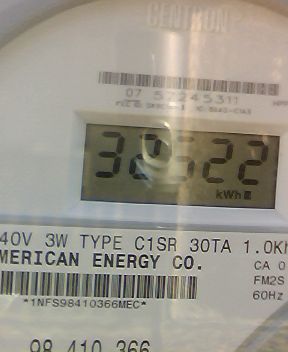 CENTRON
07 57245311
32522
kWh
40V 3W TYPE C1SR 30TA 1.0K
MERICAN ENERGY CO.
CA 0
FM2S
60Hz
*1NFS98410366MEC*
98 410 366